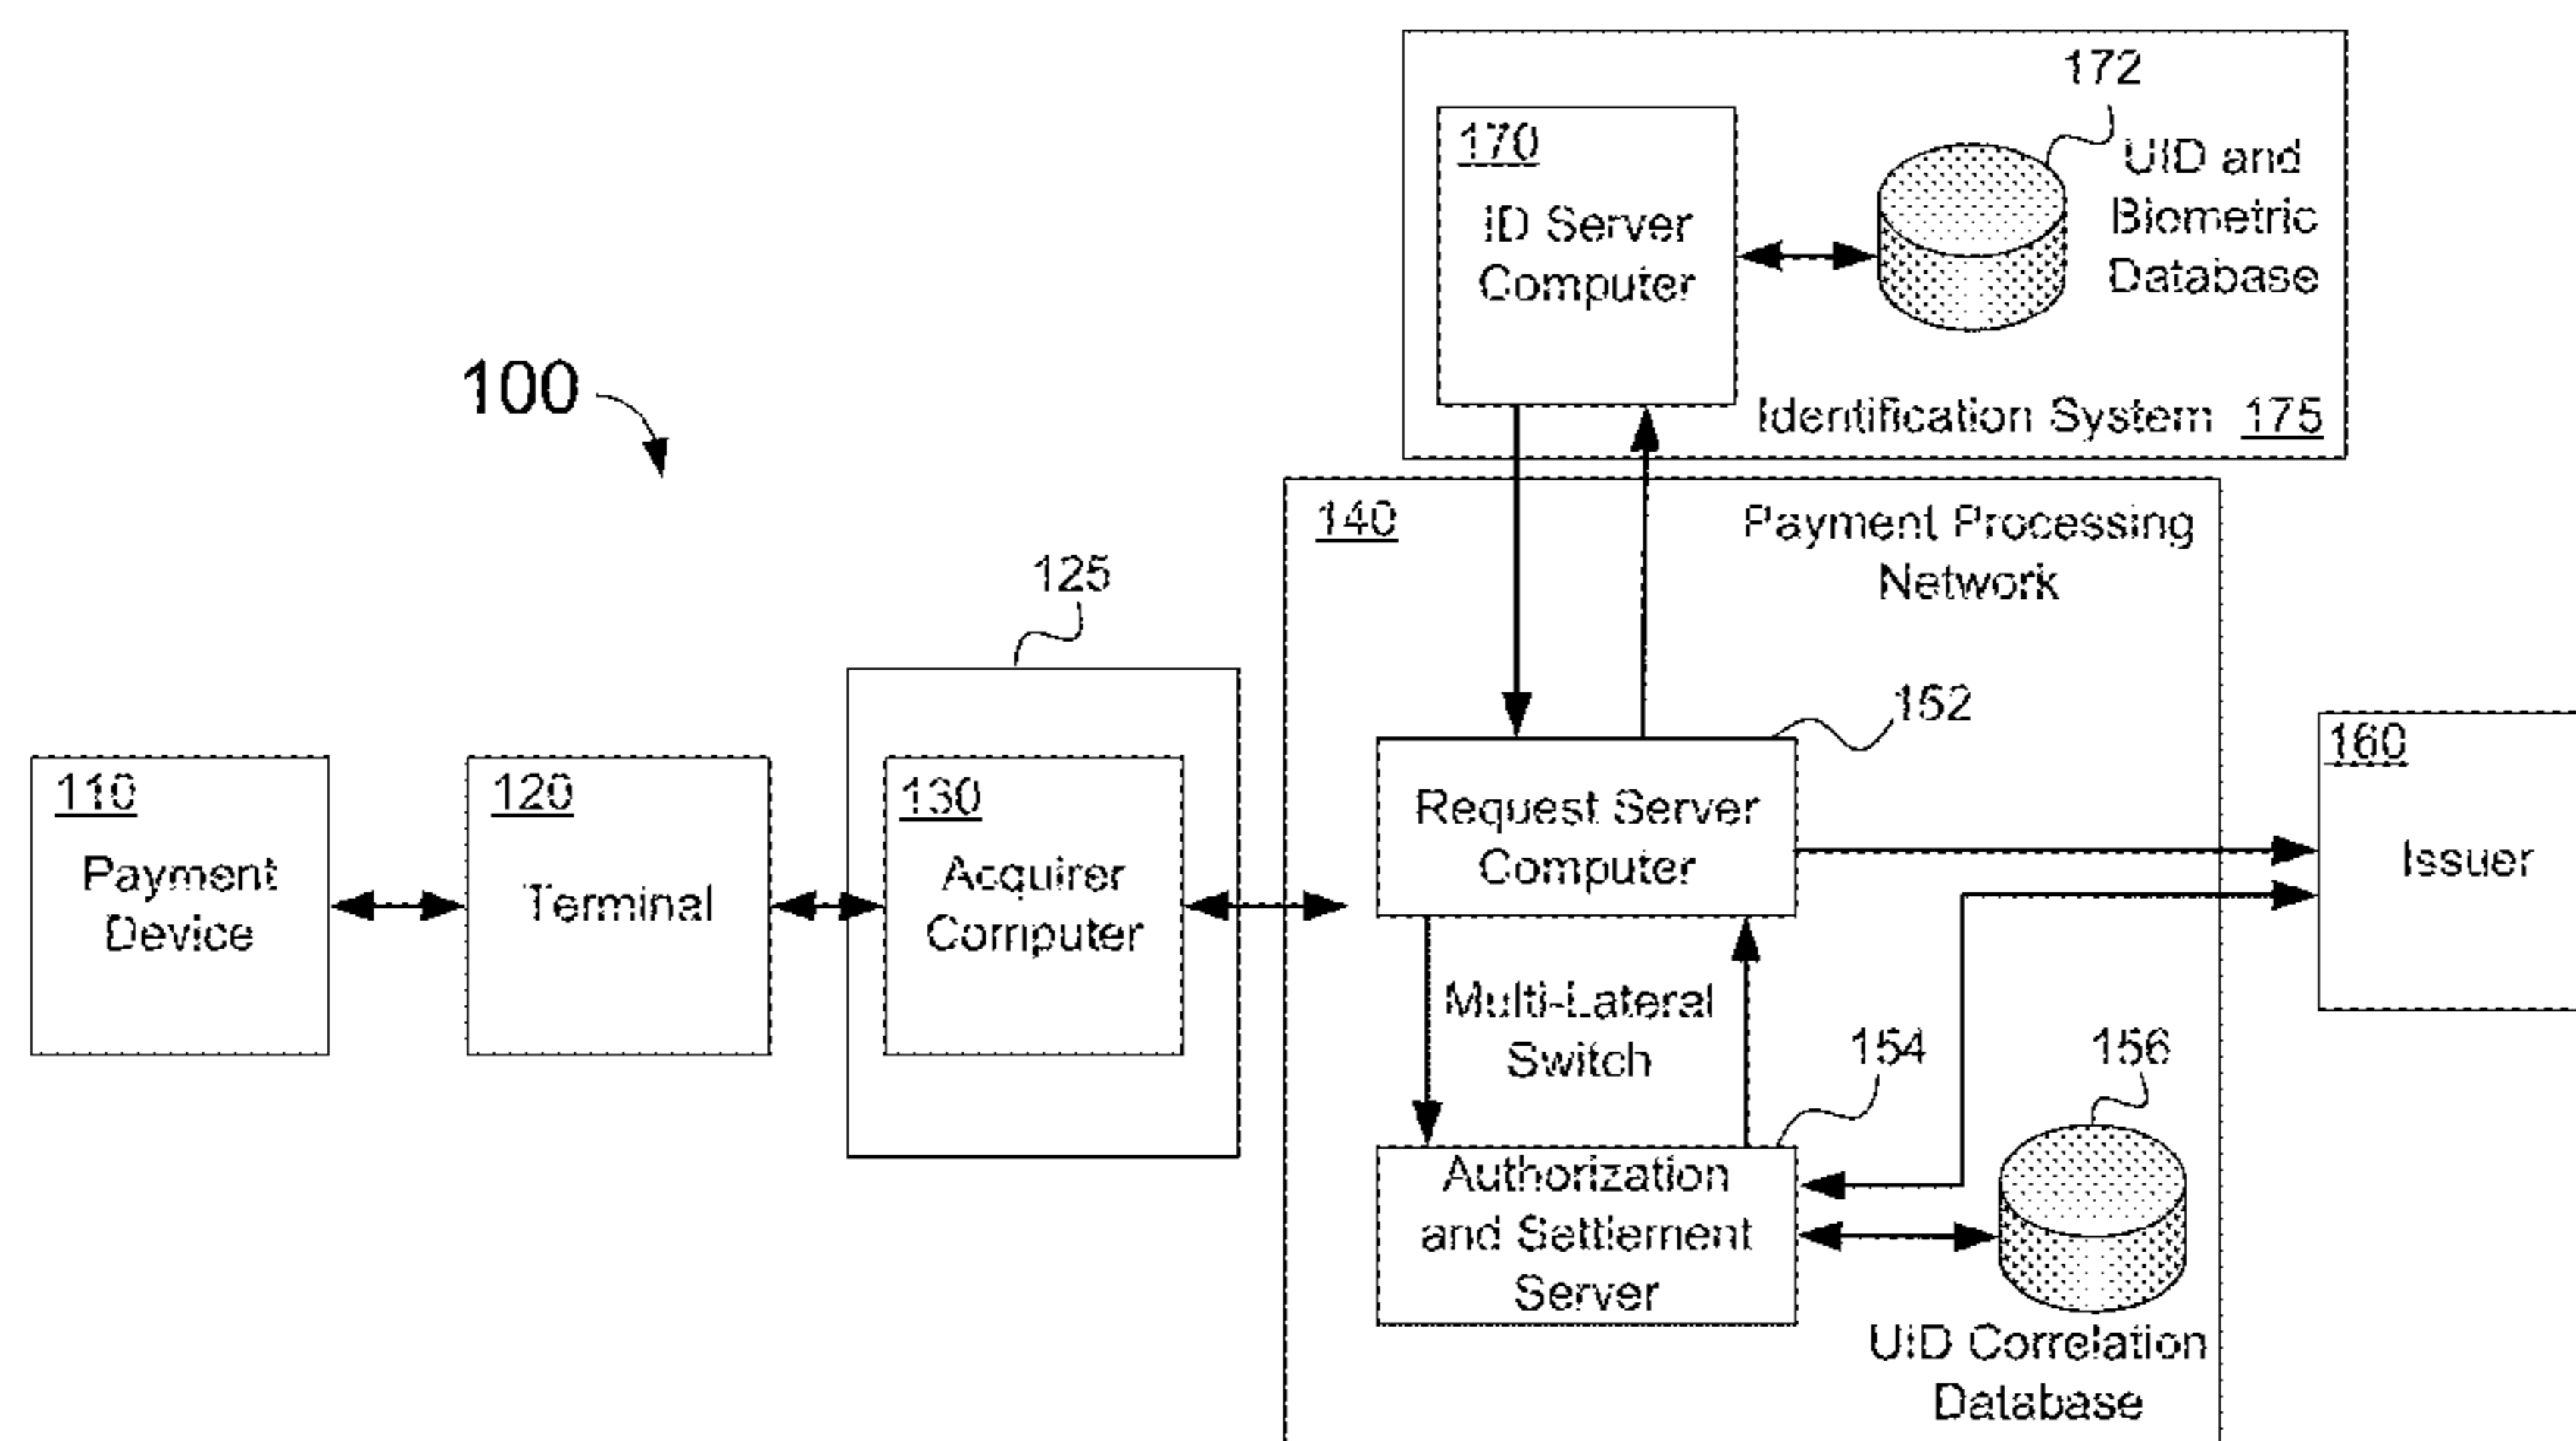 172
170
ID Server
Computer
UID and
Biometric
Database
Identification System 175
100
140
Payment Processing
Network
125
152
110
Payment
Device
120
Terminal
130
Acquirer
Computer
Request Server
Computer
160
Issuer
Multi-Lateral
Switch
154
156
Authorization
and Settlement
Server
UID Correlation
Database